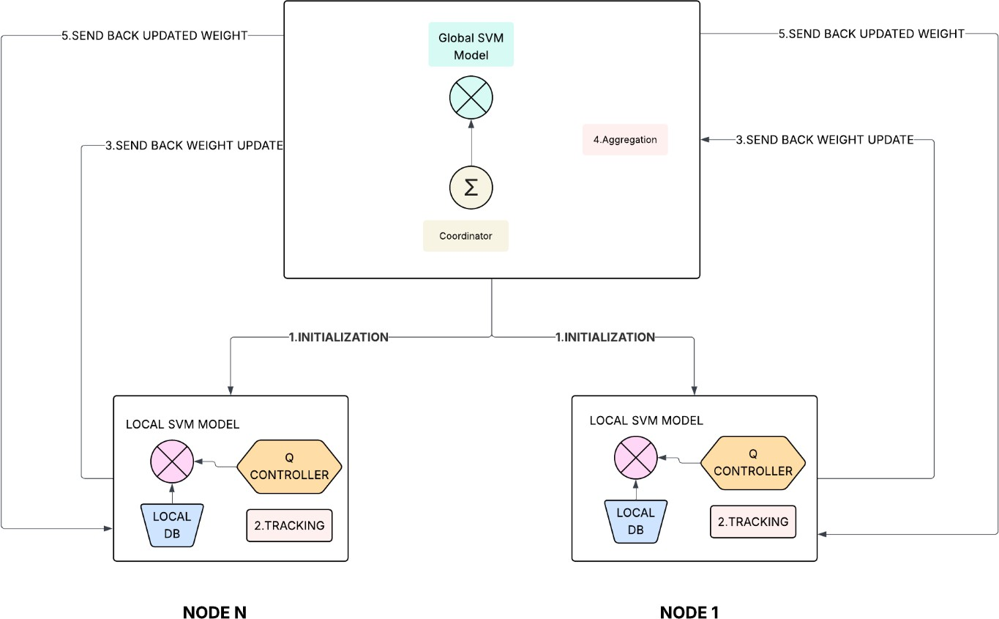 5.SEND BACK UPDATED WEIGHT
Global SVM
Model
5.SEND BACK UPDATED WEIGHT
3.SEND BACK WEIGHT UPDATE
4.Aggregation
3.SEND BACK WEIGHT UPDATE
Σ
Coordinator
1.INITIALIZATION
1.INITIALIZATION
LOCAL SVM MODEL
Q
CONTROLLER
LOCAL
DB
2.TRACKING
LOCAL SVM MODEL
Q
CONTROLLER
LOCAL
DB
2.TRACKING
NODE N
NODE 1